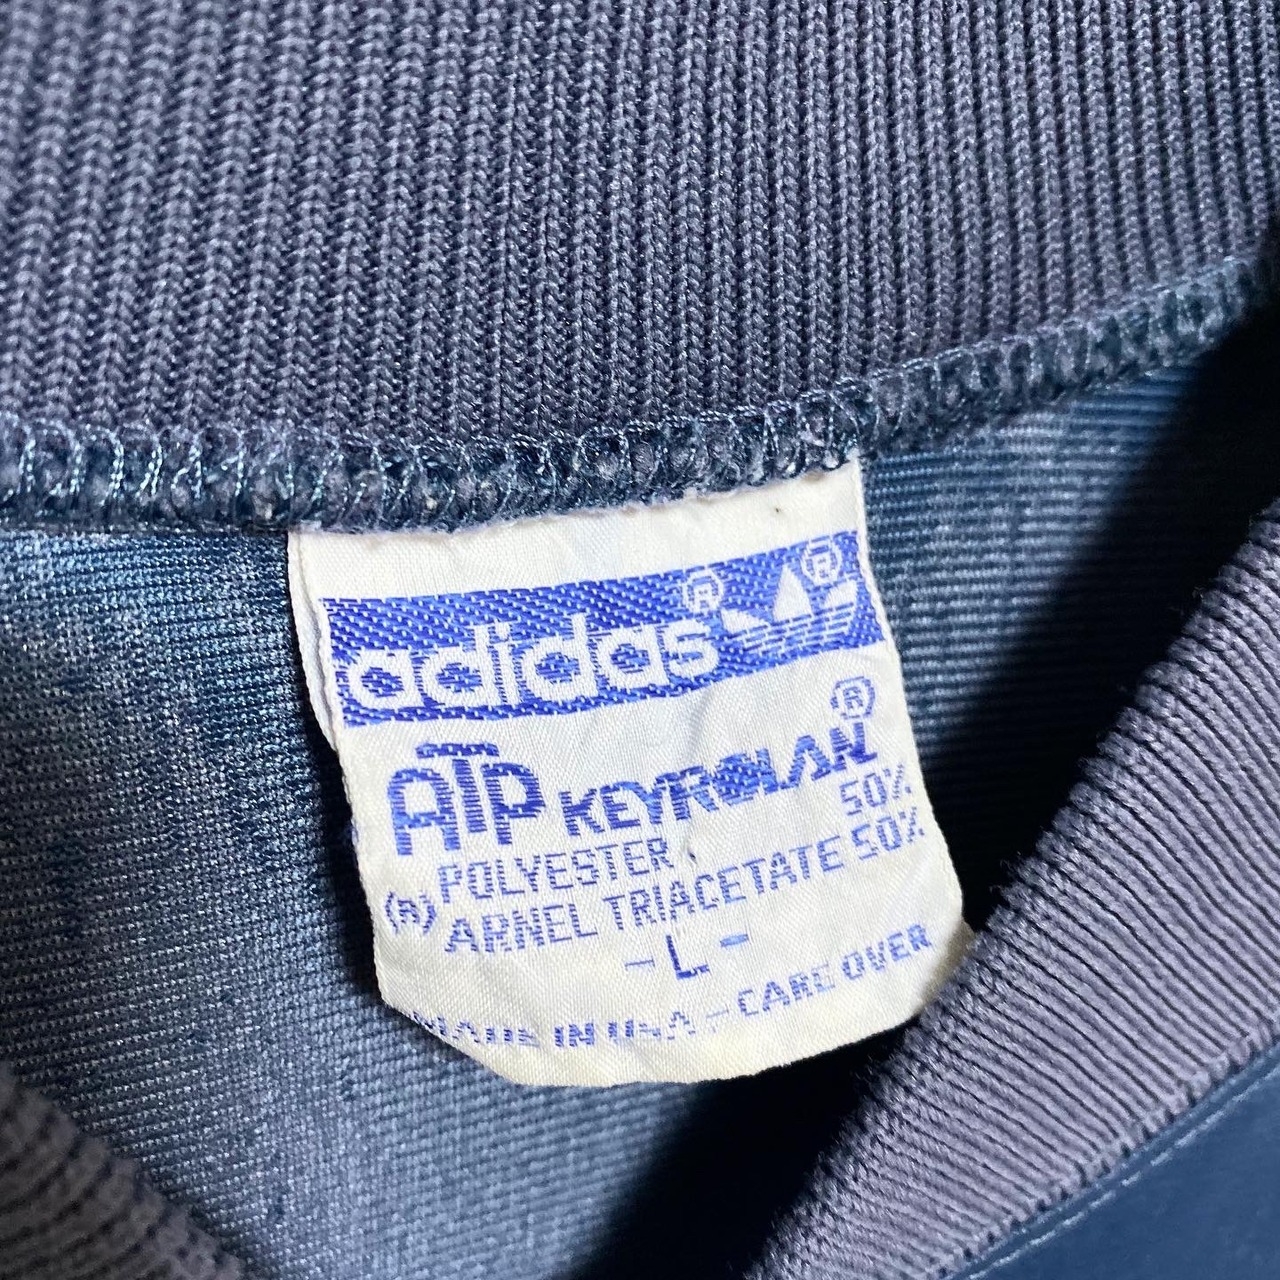 adidas® ®
ATP KEYROLAN®
POLYESTER 50%
(R) ARNEL TRIACETATE 50%
- L -
MADE IN USA - CARE OVER